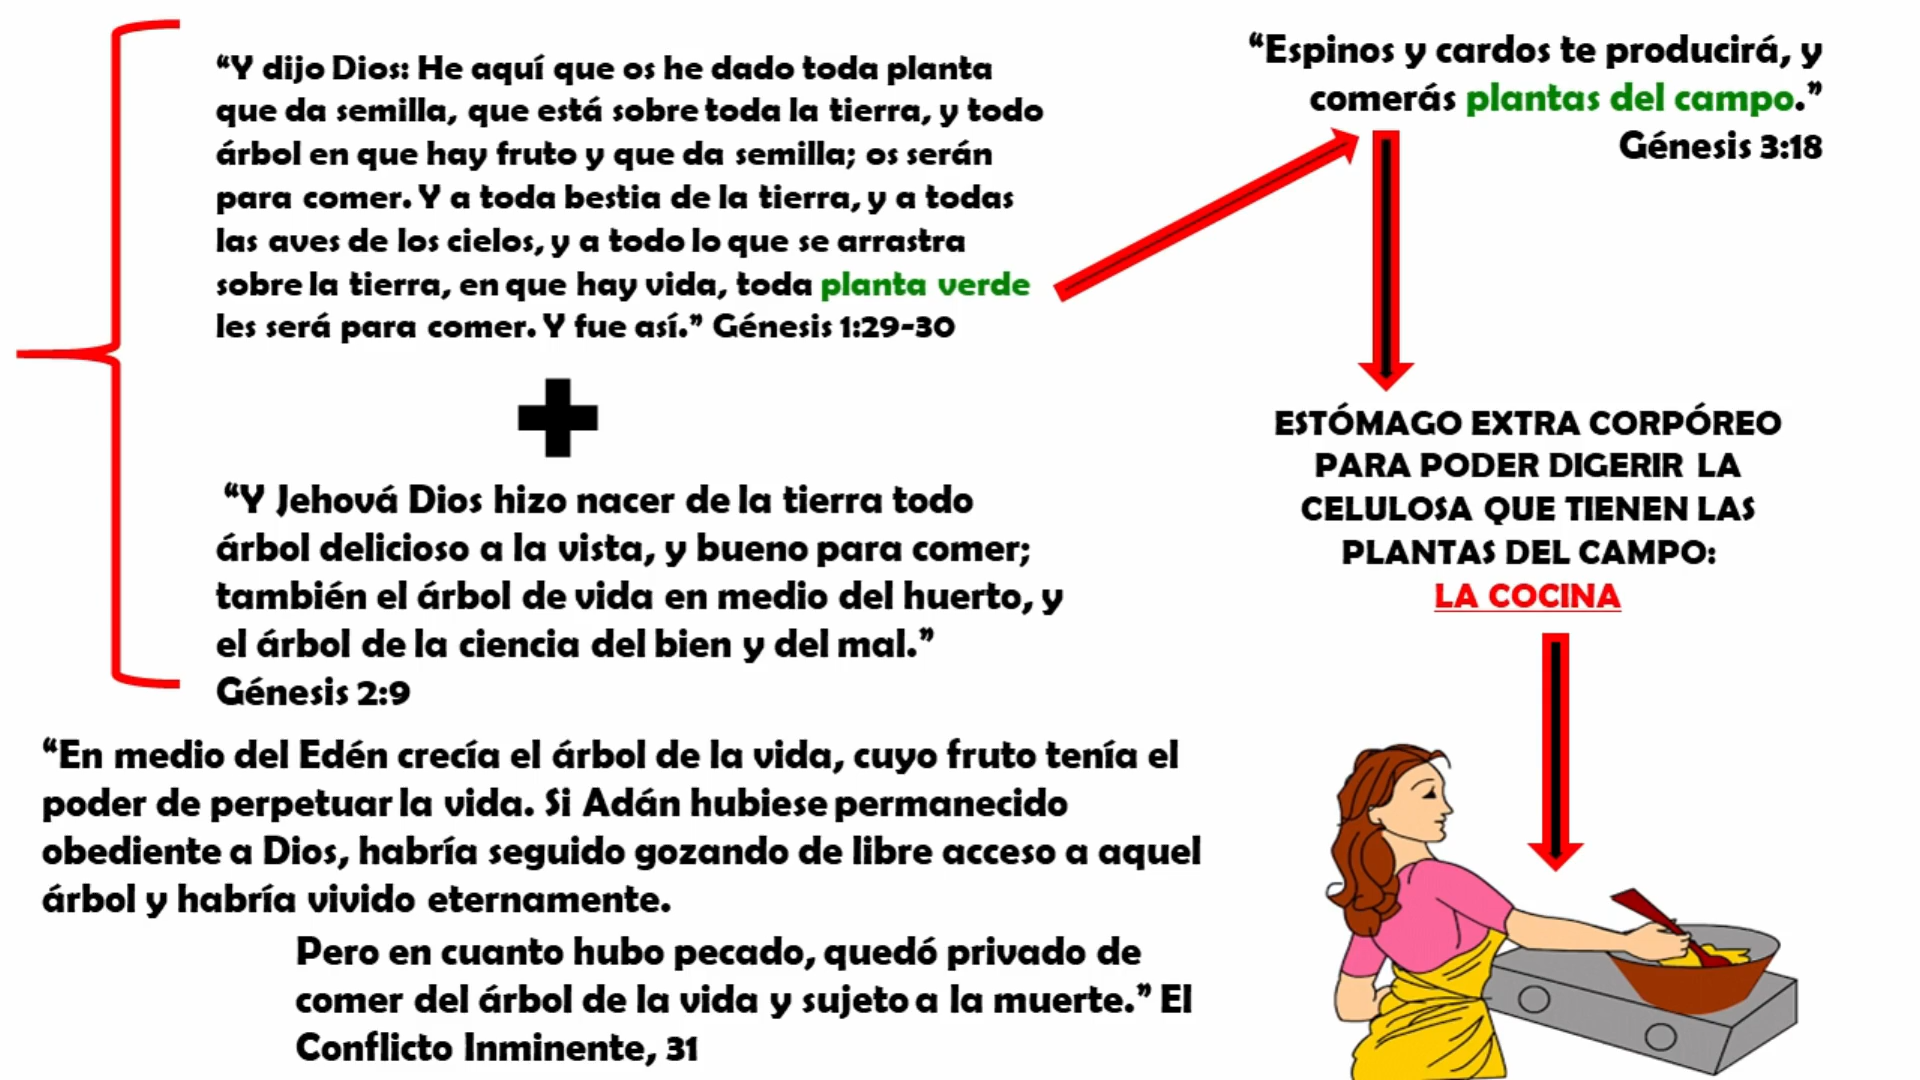 “Y dijo Dios: He aquí que os he dado toda planta
que da semilla, que está sobre toda la tierra, y todo
árbol en que hay fruto y que da semilla; os serán
para comer. Y a toda bestia de la tierra, y a todas
las aves de los cielos, y a todo lo que se arrastra
sobre la tierra, en que hay vida, toda planta verde
les será para comer. Y fue así.” Génesis 1:29-30
“Y Jehová Dios hizo nacer de la tierra todo
árbol delicioso a la vista, y bueno para comer;
también el árbol de vida en medio del huerto, y
el árbol de la ciencia del bien y del mal.”
Génesis 2:9
“En medio del Edén crecía el árbol de la vida, cuyo fruto tenía el
poder de perpetuar la vida. Si Adán hubiese permanecido
obediente a Dios, habría seguido gozando de libre acceso a aquel
árbol y habría vivido eternamente.
Pero en cuanto hubo pecado, quedó privado de
comer del árbol de la vida y sujeto a la muerte.” El
Conflicto Inminente, 31
“Espinos y cardos te producirá, y
comerás plantas del campo.”
Génesis 3:18
ESTÓMAGO EXTRA CORPÓREO
PARA PODER DIGERIR LA
CELULOSA QUE TIENEN LAS
PLANTAS DEL CAMPO:
LA COCINA